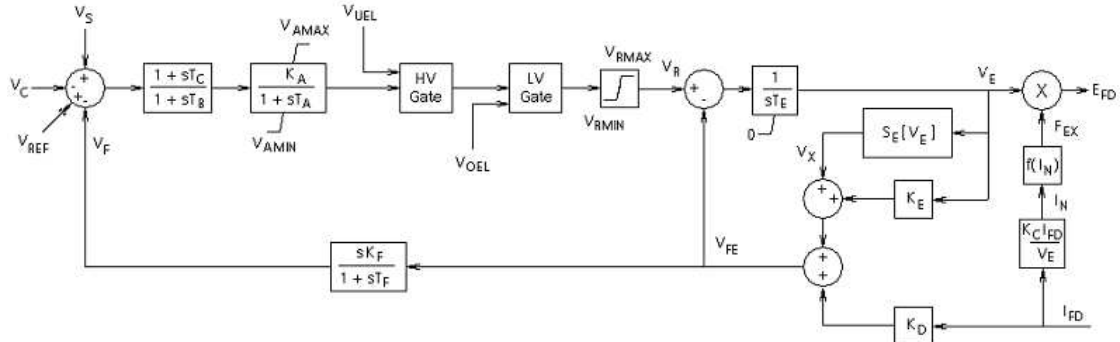 V_S
V_C
V_REF
V_F
+
-
+
-
1 + sT_C
1 + sT_B
V_AMAX
K_A
1 + sT_A
V_AMIN
V_UEL
HV
Gate
V_OEL
LV
Gate
V_RMAX
V_RMIN
V_R
+
-
1
sT_E
0
V_E
X
E_FD
F_EX
f(I_N)
I_N
K_C I_FD
V_E
I_FD
S_E[V_E]
V_X
+
+
K_E
V_FE
+
+
K_D
sK_F
1 + sT_F